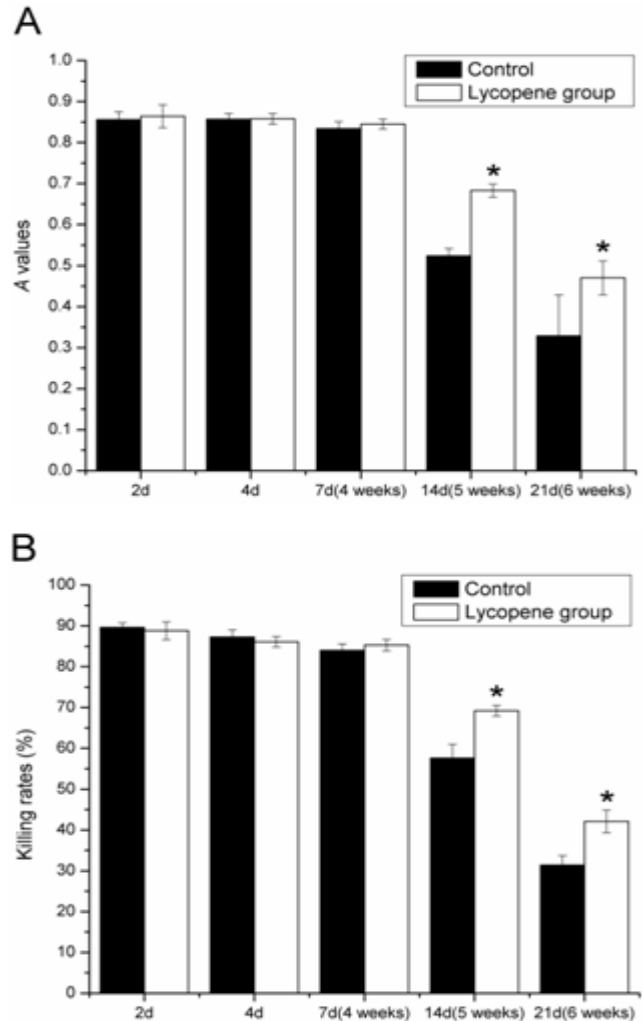 A
1.0
0.9
0.8
0.7
0.6
0.5
0.4
0.3
0.2
0.1
0.0
A values
Control
Lycopene group
*
*
2d 4d 7d(4 weeks) 14d(5 weeks) 21d(6 weeks)
B
100
90
80
70
60
50
40
30
20
10
0
Killing rates (%)
Control
Lycopene group
*
*
2d 4d 7d(4 weeks) 14d(5 weeks) 21d(6 weeks)